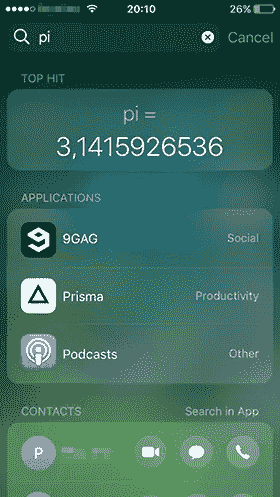 20:10
26%
pi
Cancel
TOP HIT
pi =
3,1415926536
APPLICATIONS
9GAG
Social
Prisma
Productivity
Podcasts
Other
CONTACTS
Search in App
P